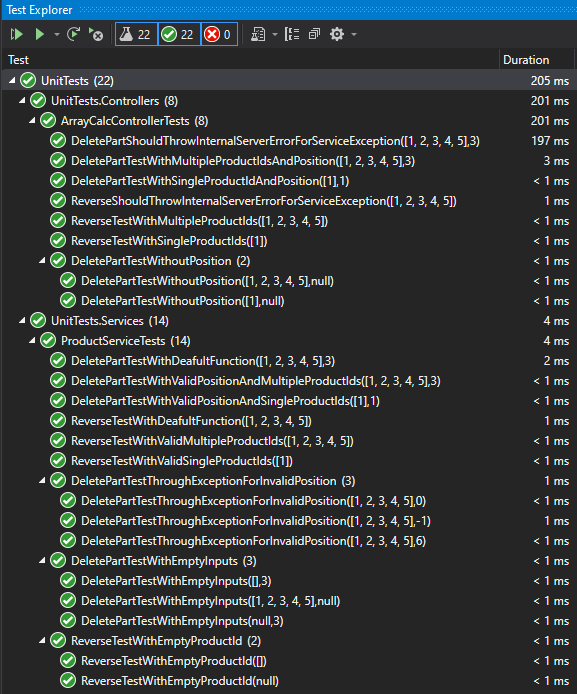 Test Explorer
22 22 0
Test Duration
UnitTests (22) 205 ms
UnitTests.Controllers (8) 201 ms
ArrayCalcControllerTests (8) 201 ms
DeletePartShouldThrowInternalServerErrorForServiceException([1, 2, 3, 4, 5],3) 197 ms
DeletePartTestWithMultipleProductIdsAndPosition([1, 2, 3, 4, 5],3) 3 ms
DeletePartTestWithSingleProductIdAndPosition([1],1) < 1 ms
ReverseShouldThrowInternalServerErrorForServiceException([1, 2, 3, 4, 5]) 1 ms
ReverseTestWithMultipleProductIds([1, 2, 3, 4, 5]) < 1 ms
ReverseTestWithSingleProductIds([1]) < 1 ms
DeletePartTestWithoutPosition (2) < 1 ms
DeletePartTestWithoutPosition([1, 2, 3, 4, 5],null) < 1 ms
DeletePartTestWithoutPosition([1],null) < 1 ms
UnitTests.Services (14) 4 ms
ProductServiceTests (14) 4 ms
DeletePartTestWithDeafultFunction([1, 2, 3, 4, 5],3) 2 ms
DeletePartTestWithValidPositionAndMultipleProductIds([1, 2, 3, 4, 5],3) < 1 ms
DeletePartTestWithValidPositionAndSingleProductIds([1],1) < 1 ms
ReverseTestWithDeafultFunction([1, 2, 3, 4, 5]) 1 ms
ReverseTestWithValidMultipleProductIds([1, 2, 3, 4, 5]) < 1 ms
ReverseTestWithValidSingleProductIds([1]) < 1 ms
DeletePartTestThroughExceptionForInvalidPosition (3) 1 ms
DeletePartTestThroughExceptionForInvalidPosition([1, 2, 3, 4, 5],0) < 1 ms
DeletePartTestThroughExceptionForInvalidPosition([1, 2, 3, 4, 5],-1) 1 ms
DeletePartTestThroughExceptionForInvalidPosition([1, 2, 3, 4, 5],6) < 1 ms
DeletePartTestWithEmptyInputs (3) < 1 ms
DeletePartTestWithEmptyInputs([],3) < 1 ms
DeletePartTestWithEmptyInputs([1, 2, 3, 4, 5],null) < 1 ms
DeletePartTestWithEmptyInputs(null,3) < 1 ms
ReverseTestWithEmptyProductId (2) < 1 ms
ReverseTestWithEmptyProductId([]) < 1 ms
ReverseTestWithEmptyProductId(null) < 1 ms